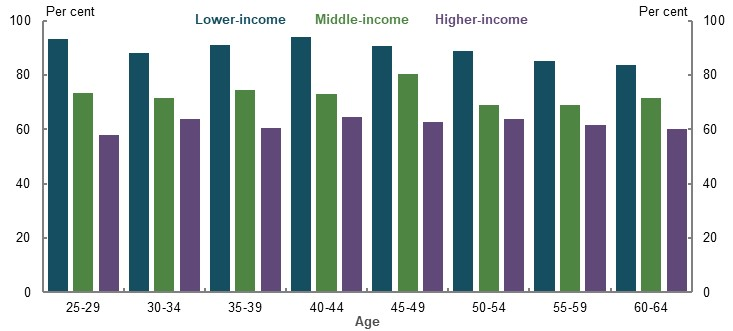 Per cent Per cent
Lower-income Middle-income Higher-income
100 100
80 80
60 60
40 40
20 20
0 0
25-29 30-34 35-39 40-44 45-49 50-54 55-59 60-64
Age